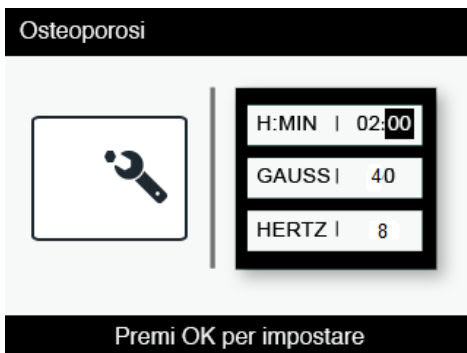 Osteoporosi
H:MIN | 02:00
GAUSS | 40
HERTZ | 8
Premi OK per impostare